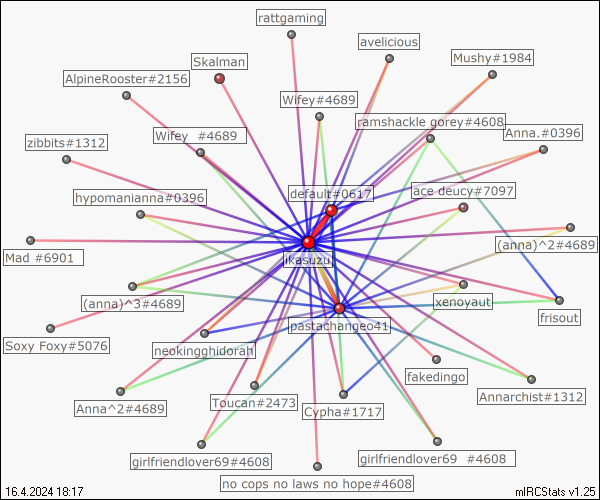 rattgaming
avelicious
Skalman
Mushy#1984
AlpineRooster#2156
Wifey#4689
ramshackle gorey#4608
Anna.#0396
Wifey #4689
zibbits#1312
default#0617
ace deucy#7097
hypomanianna#0396
(anna)^2#4689
Mad #6901
ikasuzu
(anna)^3#4689
xenoyaut
frisout
pastachangeo41
Soxy Foxy#5076
neokingghidorah
fakedingo
Annarchist#1312
Toucan#2473
Anna^2#4689
Cypha#1717
girlfriendlover69#4608
girlfriendlover69 #4608
no cops no laws no hope#4608
16.4.2024 18:17
mIRCStats v1.25